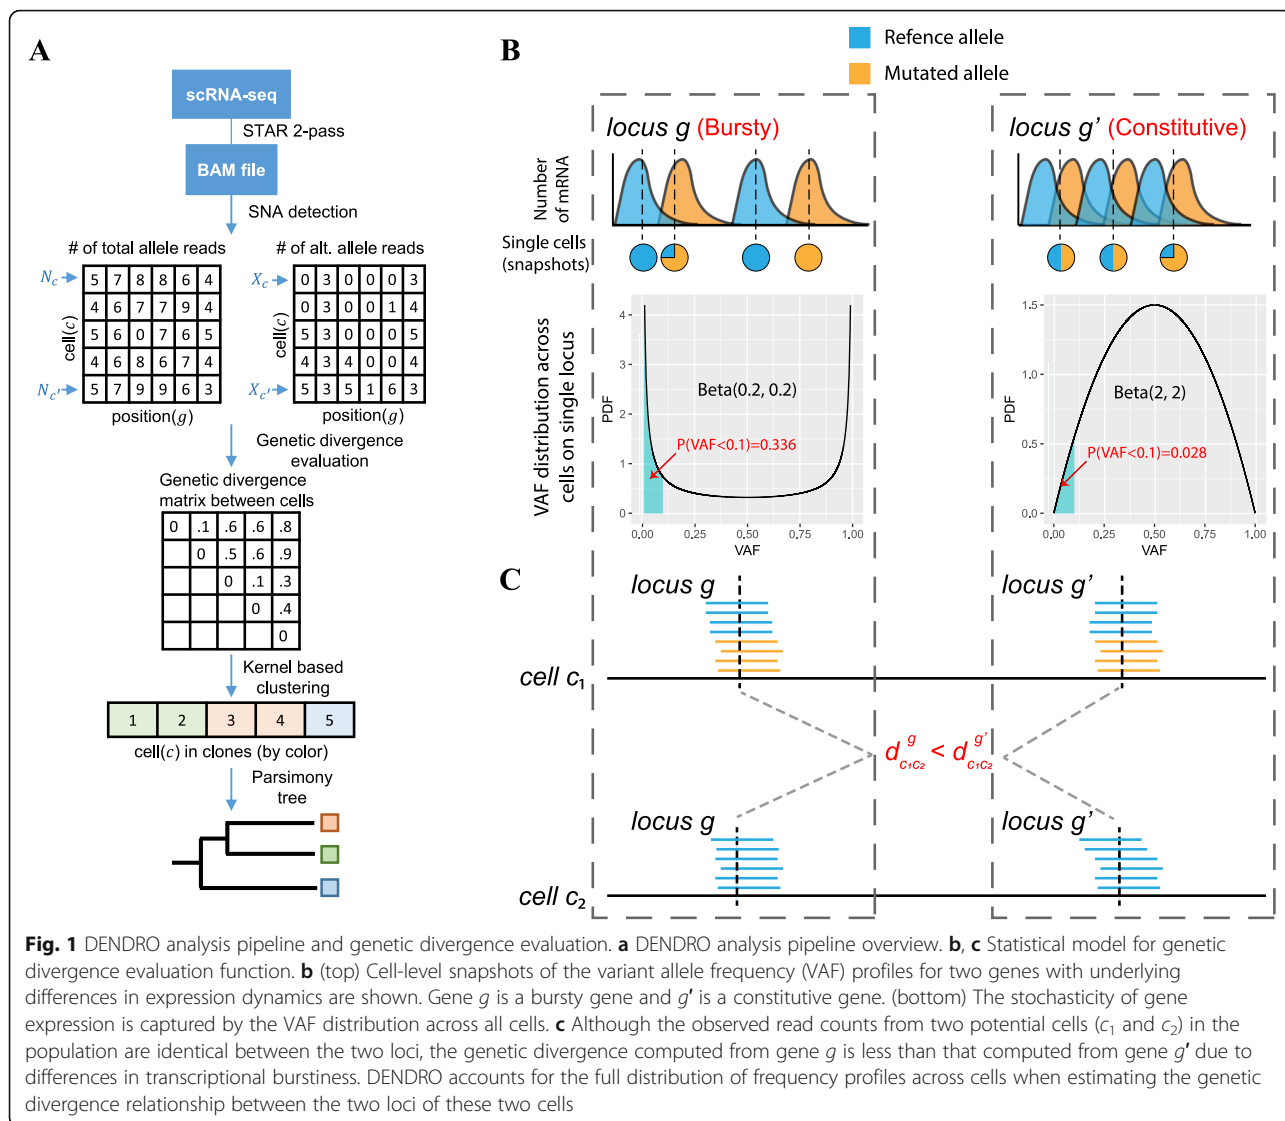 A
scRNA-seq
STAR 2-pass
BAM file
SNA detection
# of total allele reads
# of alt. allele reads
N_c
5 7 8 8 6 4
4 6 7 7 9 4
5 6 0 7 6 5
4 6 8 6 7 4
N_c'
5 7 9 9 6 3
cell(c)
position(g)
X_c
0 3 0 0 0 3
0 3 0 0 1 4
0 3 0 0 0 5
4 3 4 0 0 4
X_c'
5 3 5 1 6 3
cell(c)
position(g)
Genetic divergence
evaluation
Genetic divergence
matrix between cells
0 .1 .6 .6 .8
0 .5 .6 .9
0 .1 .3
0 .4
0
Kernel based
clustering
1 2 3 4 5
cell(c) in clones (by color)
Parsimony
tree
B
Refence allele
Mutated allele
locus g (Bursty)
locus g' (Constitutive)
Number
of mRNA
Single cells
(snapshots)
VAF distribution across
cells on single locus
PDF
4
3
2
1
0
Beta(0.2, 0.2)
P(VAF<0.1)=0.336
0.00 0.25 0.50 0.75 1.00
VAF
PDF
1.5
1.0
0.5
0.0
Beta(2, 2)
P(VAF<0.1)=0.028
0.00 0.25 0.50 0.75 1.00
VAF
C
locus g
locus g'
cell c₁
d^g_c₁c₂ < d^g'_c₁c₂
locus g
locus g'
cell c₂
Fig. 1 DENDRO analysis pipeline and genetic divergence evaluation. a DENDRO analysis pipeline overview. b, c Statistical model for genetic
divergence evaluation function. b (top) Cell-level snapshots of the variant allele frequency (VAF) profiles for two genes with underlying
differences in expression dynamics are shown. Gene g is a bursty gene and g' is a constitutive gene. (bottom) The stochasticity of gene
expression is captured by the VAF distribution across all cells. c Although the observed read counts from two potential cells (c₁ and c₂) in the
population are identical between the two loci, the genetic divergence computed from gene g is less than that computed from gene g' due to
differences in transcriptional burstiness. DENDRO accounts for the full distribution of frequency profiles across cells when estimating the genetic
divergence relationship between the two loci of these two cells